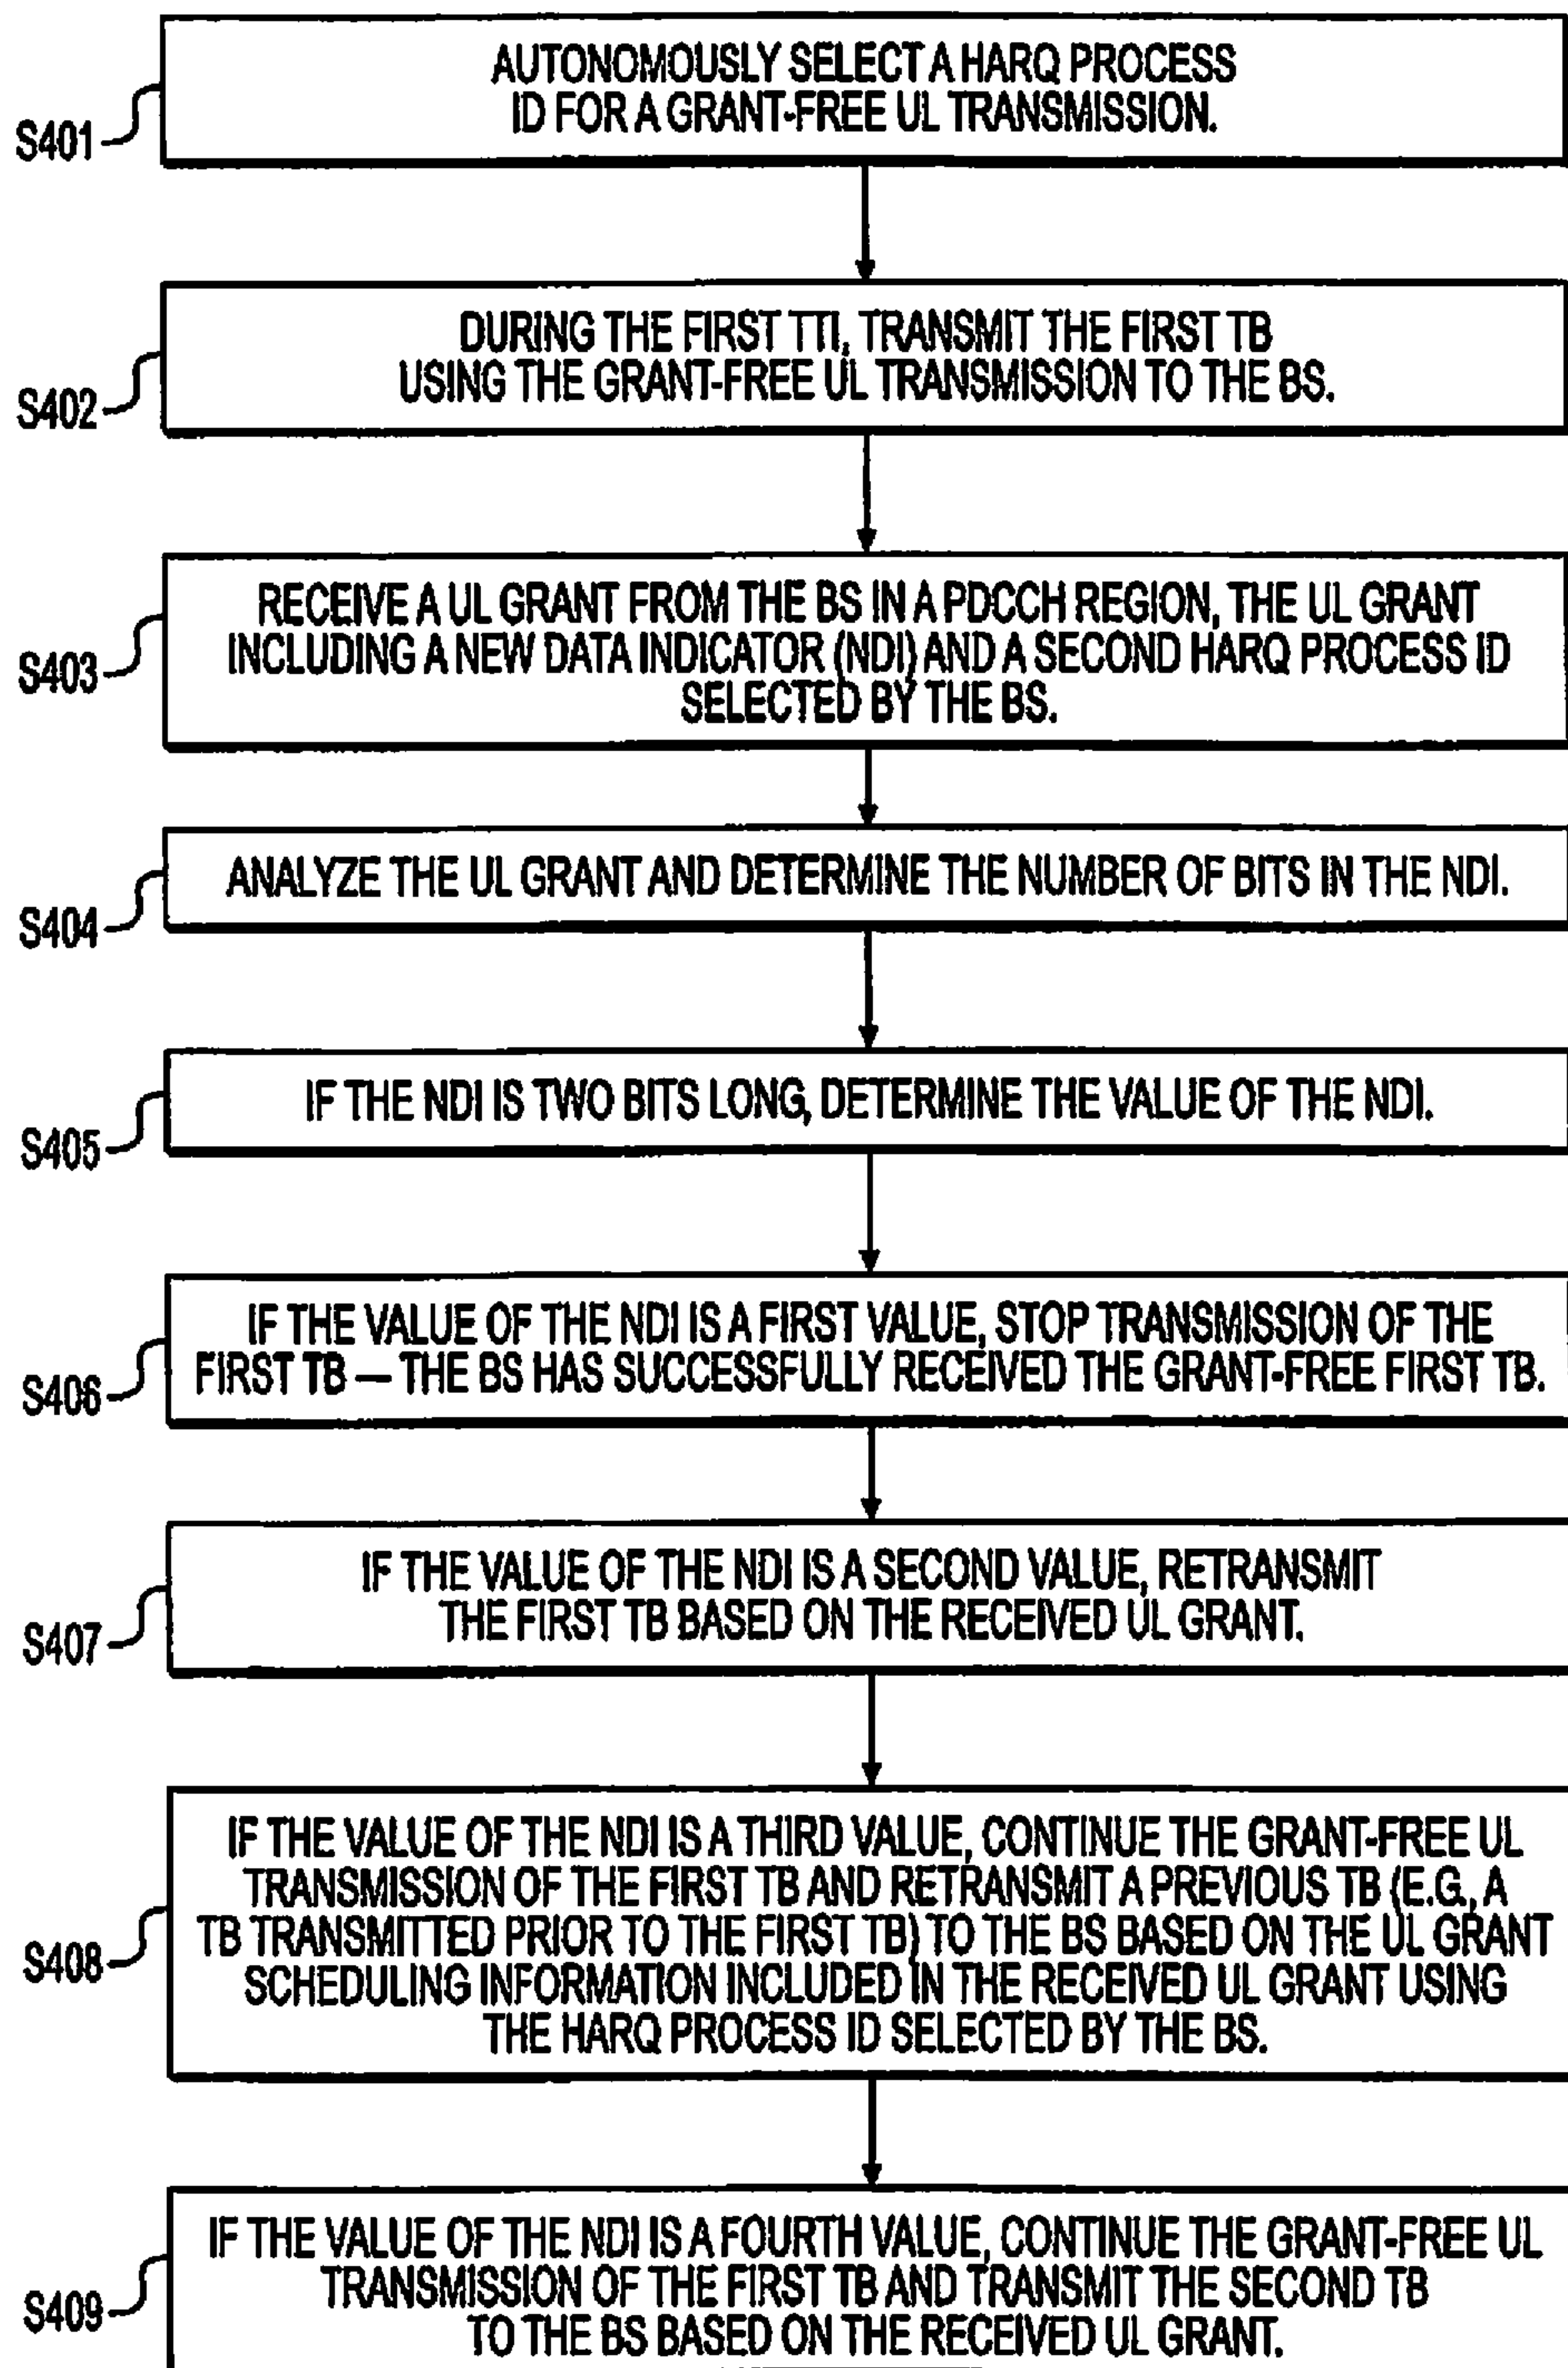 AUTONOMOUSLY SELECT A HARQ PROCESS
ID FOR A GRANT-FREE UL TRANSMISSION.
S401
DURING THE FIRST TTI, TRANSMIT THE FIRST TB
USING THE GRANT-FREE UL TRANSMISSION TO THE BS.
S402
RECEIVE A UL GRANT FROM THE BS IN A PDCCH REGION, THE UL GRANT
INCLUDING A NEW DATA INDICATOR (NDI) AND A SECOND HARQ PROCESS ID
SELECTED BY THE BS.
S403
ANALYZE THE UL GRANT AND DETERMINE THE NUMBER OF BITS IN THE NDI.
S404
IF THE NDI IS TWO BITS LONG, DETERMINE THE VALUE OF THE NDI.
S405
IF THE VALUE OF THE NDI IS A FIRST VALUE, STOP TRANSMISSION OF THE
FIRST TB — THE BS HAS SUCCESSFULLY RECEIVED THE GRANT-FREE FIRST TB.
S406
IF THE VALUE OF THE NDI IS A SECOND VALUE, RETRANSMIT
THE FIRST TB BASED ON THE RECEIVED UL GRANT.
S407
IF THE VALUE OF THE NDI IS A THIRD VALUE, CONTINUE THE GRANT-FREE UL
TRANSMISSION OF THE FIRST TB AND RETRANSMIT A PREVIOUS TB (E.G., A
TB TRANSMITTED PRIOR TO THE FIRST TB) TO THE BS BASED ON THE UL GRANT
SCHEDULING INFORMATION INCLUDED IN THE RECEIVED UL GRANT USING
THE HARQ PROCESS ID SELECTED BY THE BS.
S408
IF THE VALUE OF THE NDI IS A FOURTH VALUE, CONTINUE THE GRANT-FREE UL
TRANSMISSION OF THE FIRST TB AND TRANSMIT THE SECOND TB
TO THE BS BASED ON THE RECEIVED UL GRANT.
S409